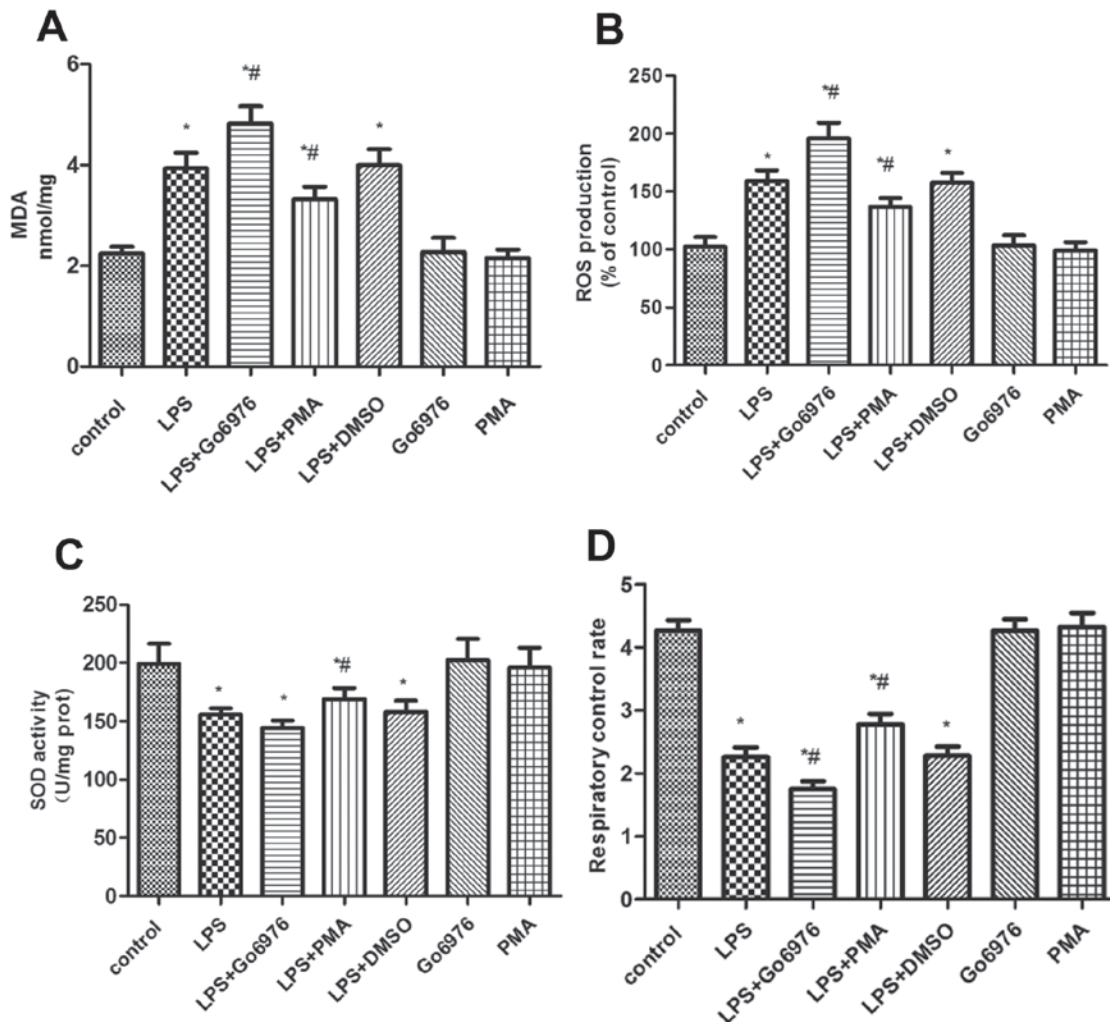 A
MDA
nmol/mg
6
4
2
0
*
*#
*#
*
control
LPS
LPS+Go6976
LPS+PMA
LPS+DMSO
Go6976
PMA
B
ROS production
(% of control)
250
200
150
100
50
0
*
*#
*#
*
control
LPS
LPS+Go6976
LPS+PMA
LPS+DMSO
Go6976
PMA
C
SOD activity
(U/mg prot)
250
200
150
100
50
0
*
*
*#
*
control
LPS
LPS+Go6976
LPS+PMA
LPS+DMSO
Go6976
PMA
D
Respiratory control rate
5
4
3
2
1
0
*
*#
*#
*
control
LPS
LPS+Go6976
LPS+PMA
LPS+DMSO
Go6976
PMA